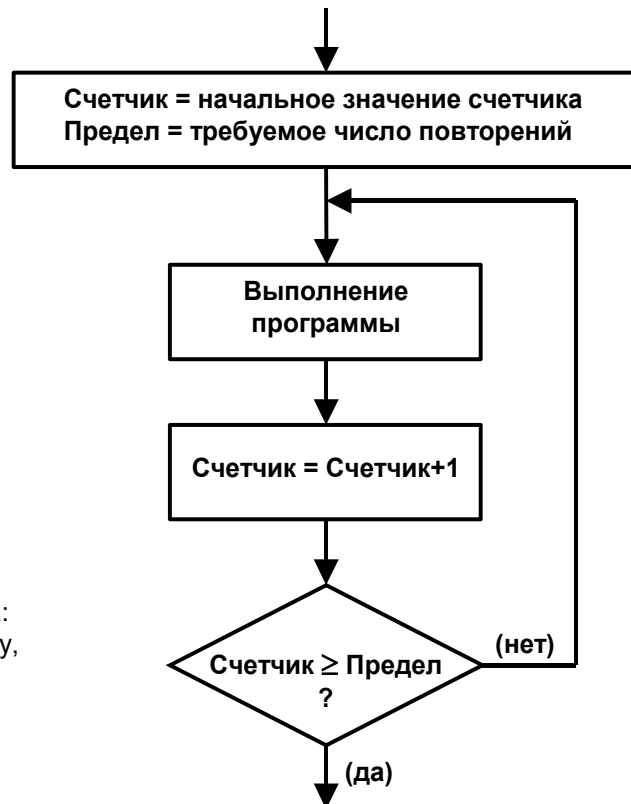 Счетчик = начальное значение счетчика
Предел = требуемое число повторений
Выполнение
программы
Счетчик = Счетчик+1
:
у,
(нет)
Счетчик ≥ Предел
?
(да)